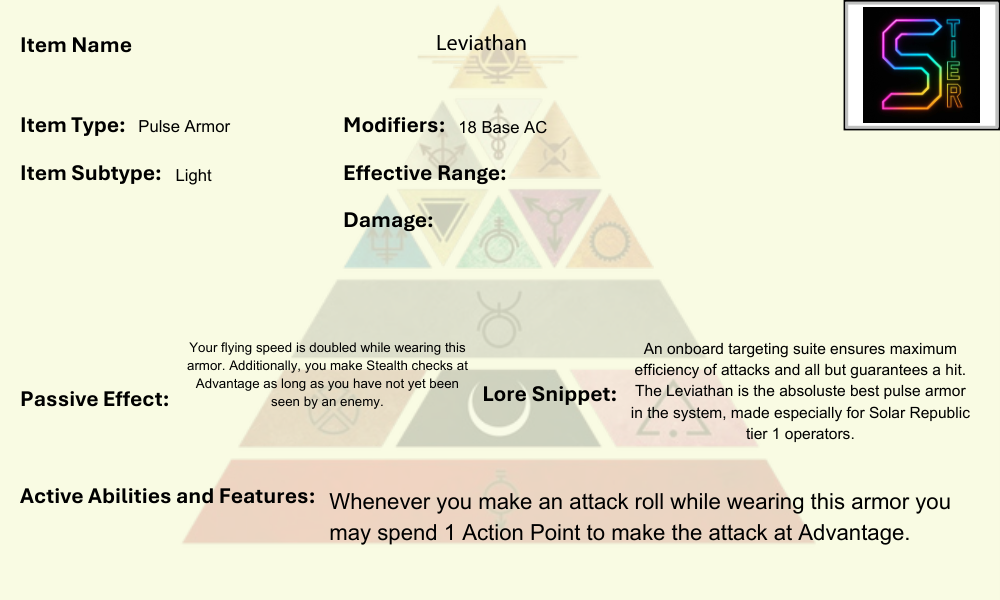 Item Name
Leviathan
S TIER
Item Type: Pulse Armor
Modifiers: 18 Base AC
Item Subtype: Light
Effective Range:
Damage:
Passive Effect:
Your flying speed is doubled while wearing this
armor. Additionally, you make Stealth checks at
Advantage as long as you have not yet been
seen by an enemy.
Lore Snippet:
An onboard targeting suite ensures maximum
efficiency of attacks and all but guarantees a hit.
The Leviathan is the absoluste best pulse armor
in the system, made especially for Solar Republic
tier 1 operators.
Active Abilities and Features:
Whenever you make an attack roll while wearing this armor you
may spend 1 Action Point to make the attack at Advantage.